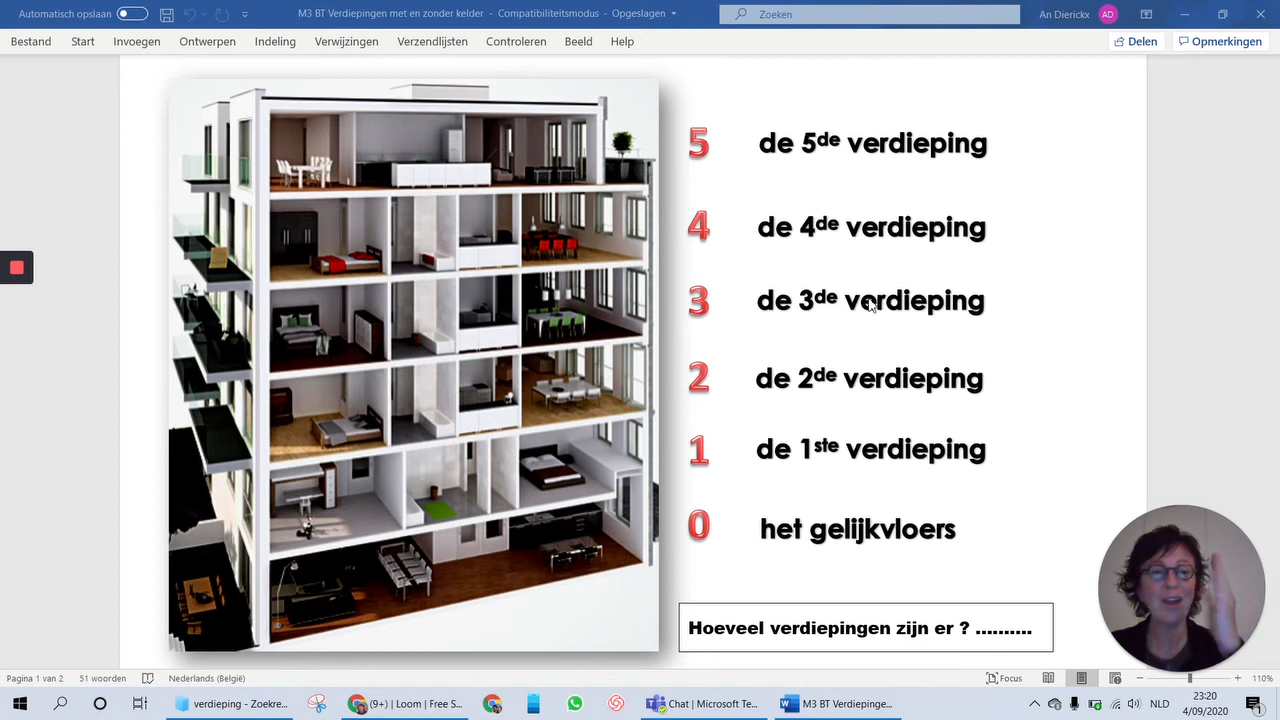 Automatisch opslaan
M3 BT Verdiepingen met en zonder kelder - Compatibiliteitsmodus - Opgeslagen
Zoeken
An Dierickx
AD
Bestand Start Invoegen Ontwerpen Indeling Verwijzingen Verzendlijsten Controleren Beeld Help
Delen Opmerkingen
5 de 5de verdieping
4 de 4de verdieping
3 de 3de verdieping
2 de 2de verdieping
1 de 1ste verdieping
0 het gelijkvloers
Hoeveel verdiepingen zijn er ? ..........
Pagina 1 van 2 51 woorden Nederlands (België) Focus 110%
verdieping - Zoekre... (9+) | Loom | Free S... Chat | Microsoft Te... M3 BT Verdiepinge... NLD 23:20
4/09/2020 1